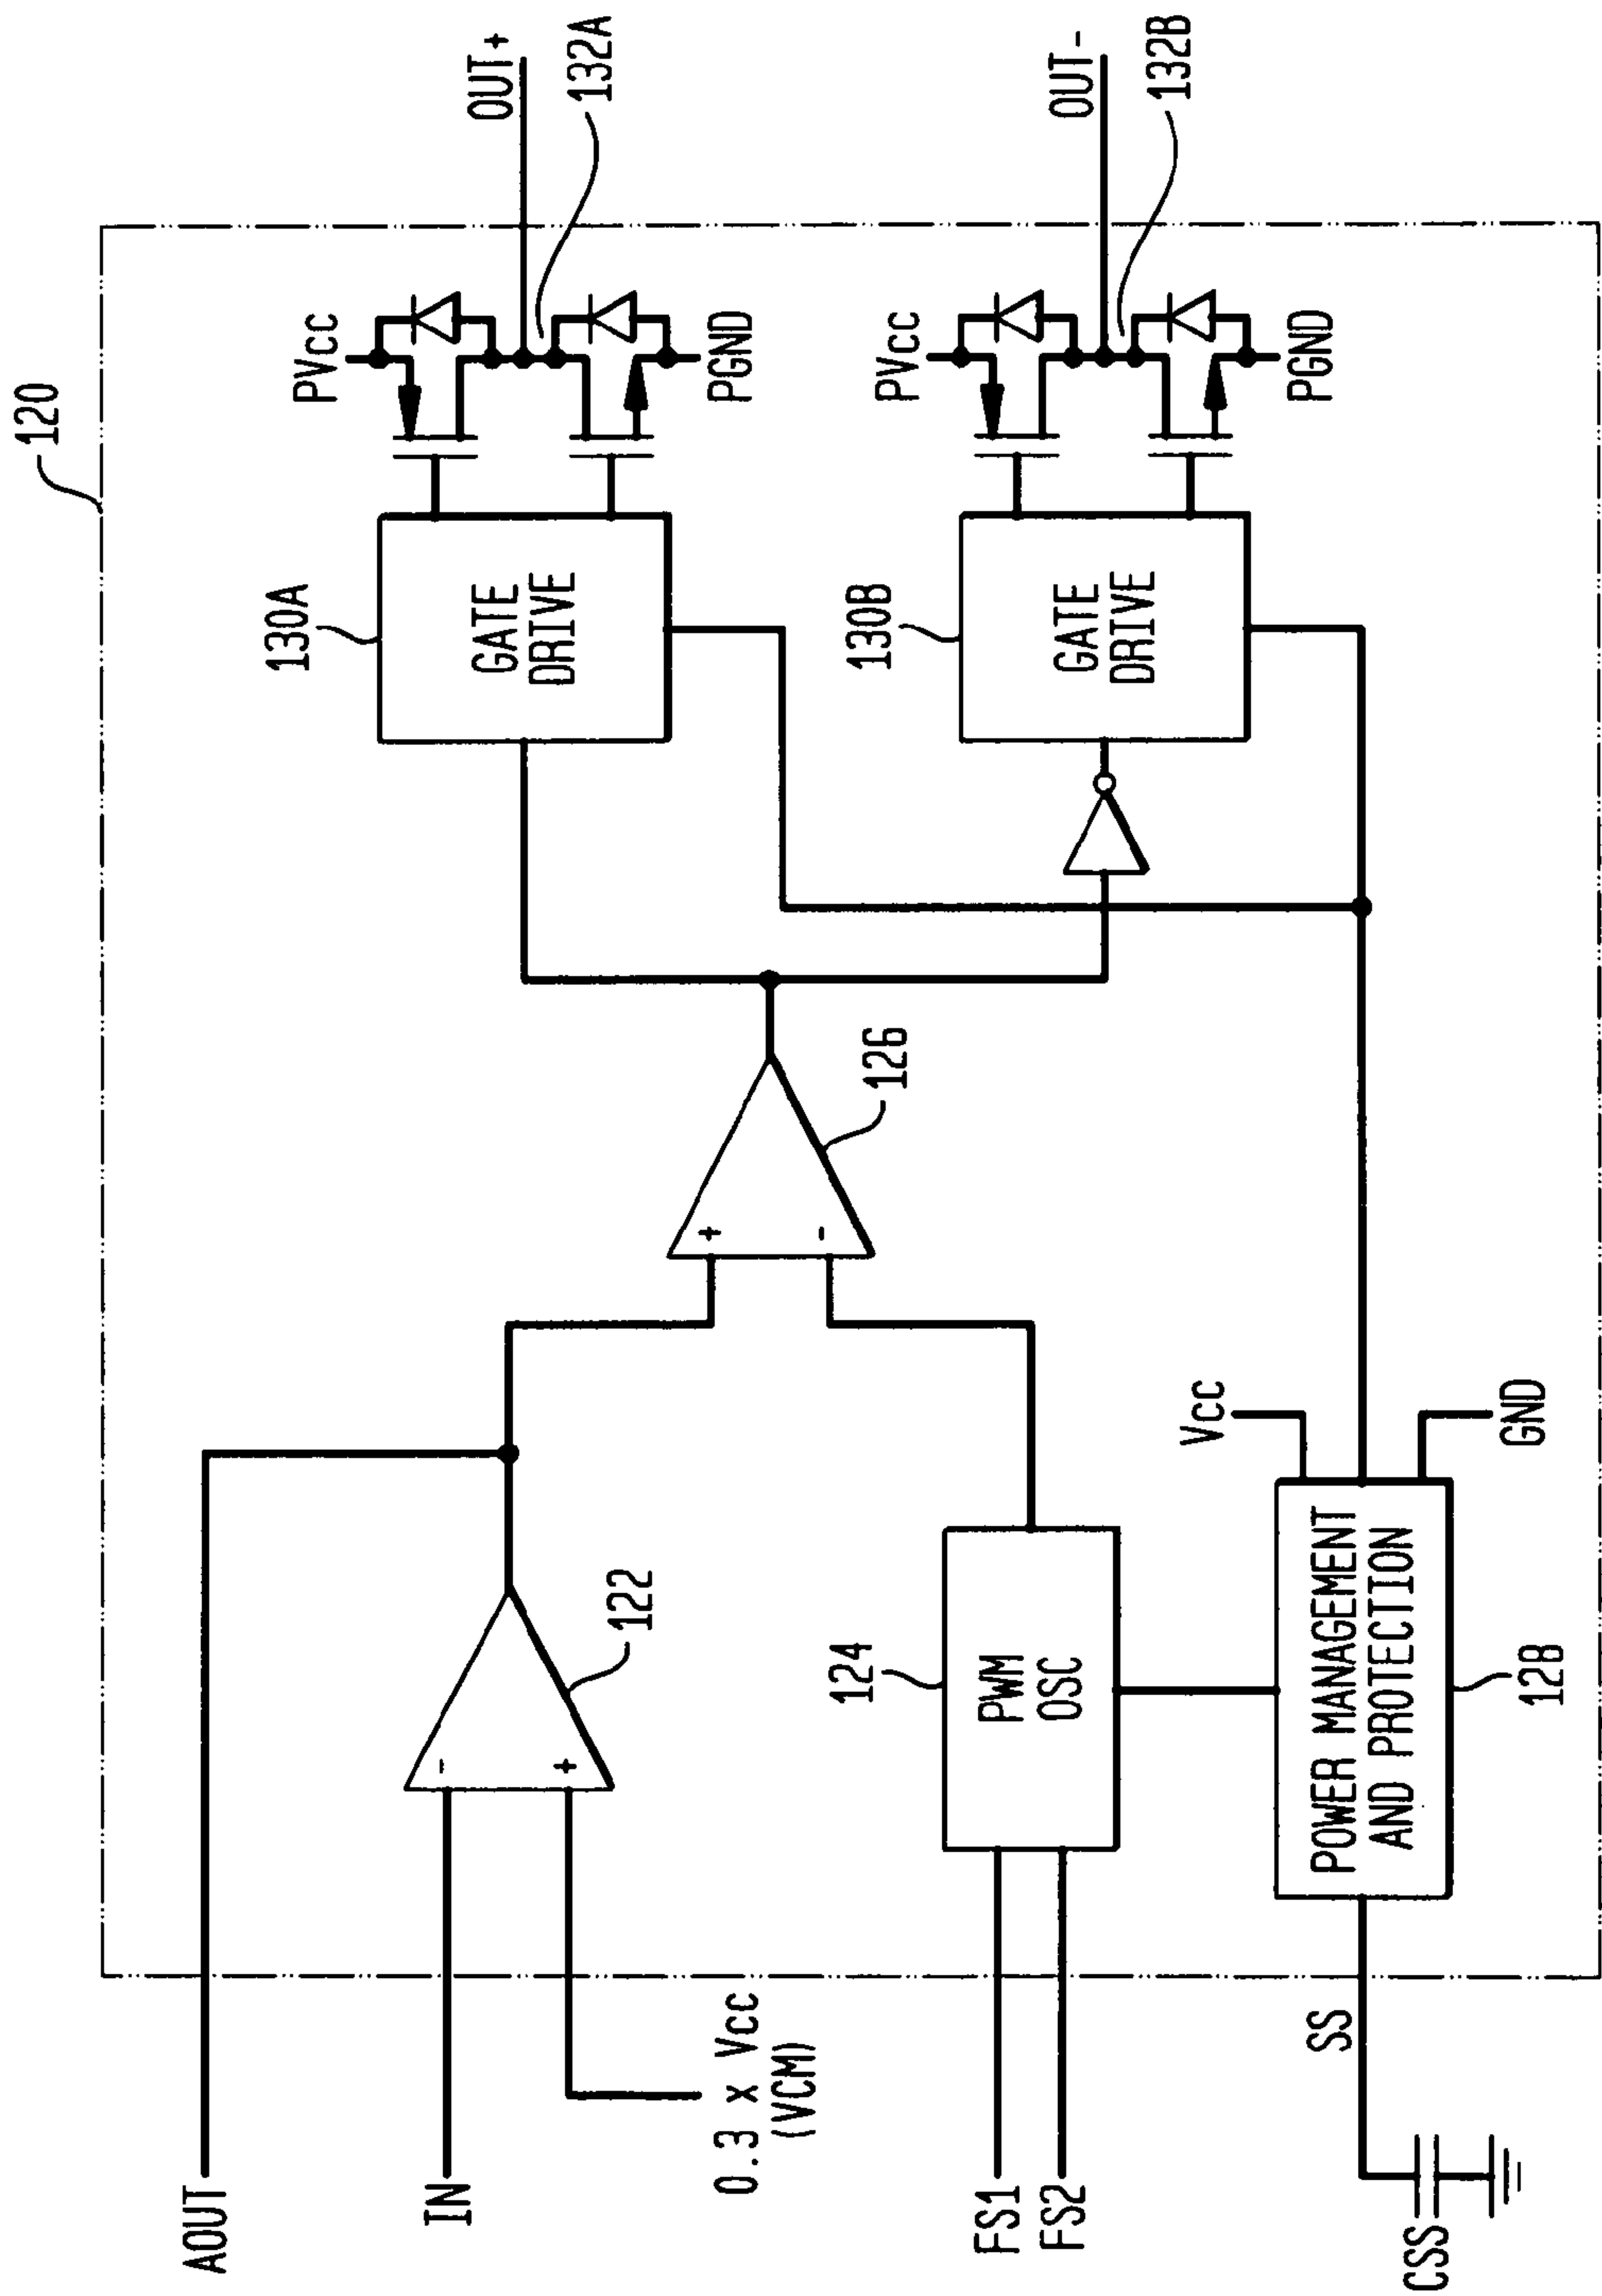 120
AOUT
IN
0.3 x Vcc
(VCM)
-
+
122
FS1
FS2
124
PWM
OSC
+
-
126
SS
CSS
POWER MANAGEMENT
AND PROTECTION
128
Vcc
GND
130A
GATE
DRIVE
PVcc
PGND
OUT+
132A
130B
GATE
DRIVE
PVcc
PGND
OUT-
132B